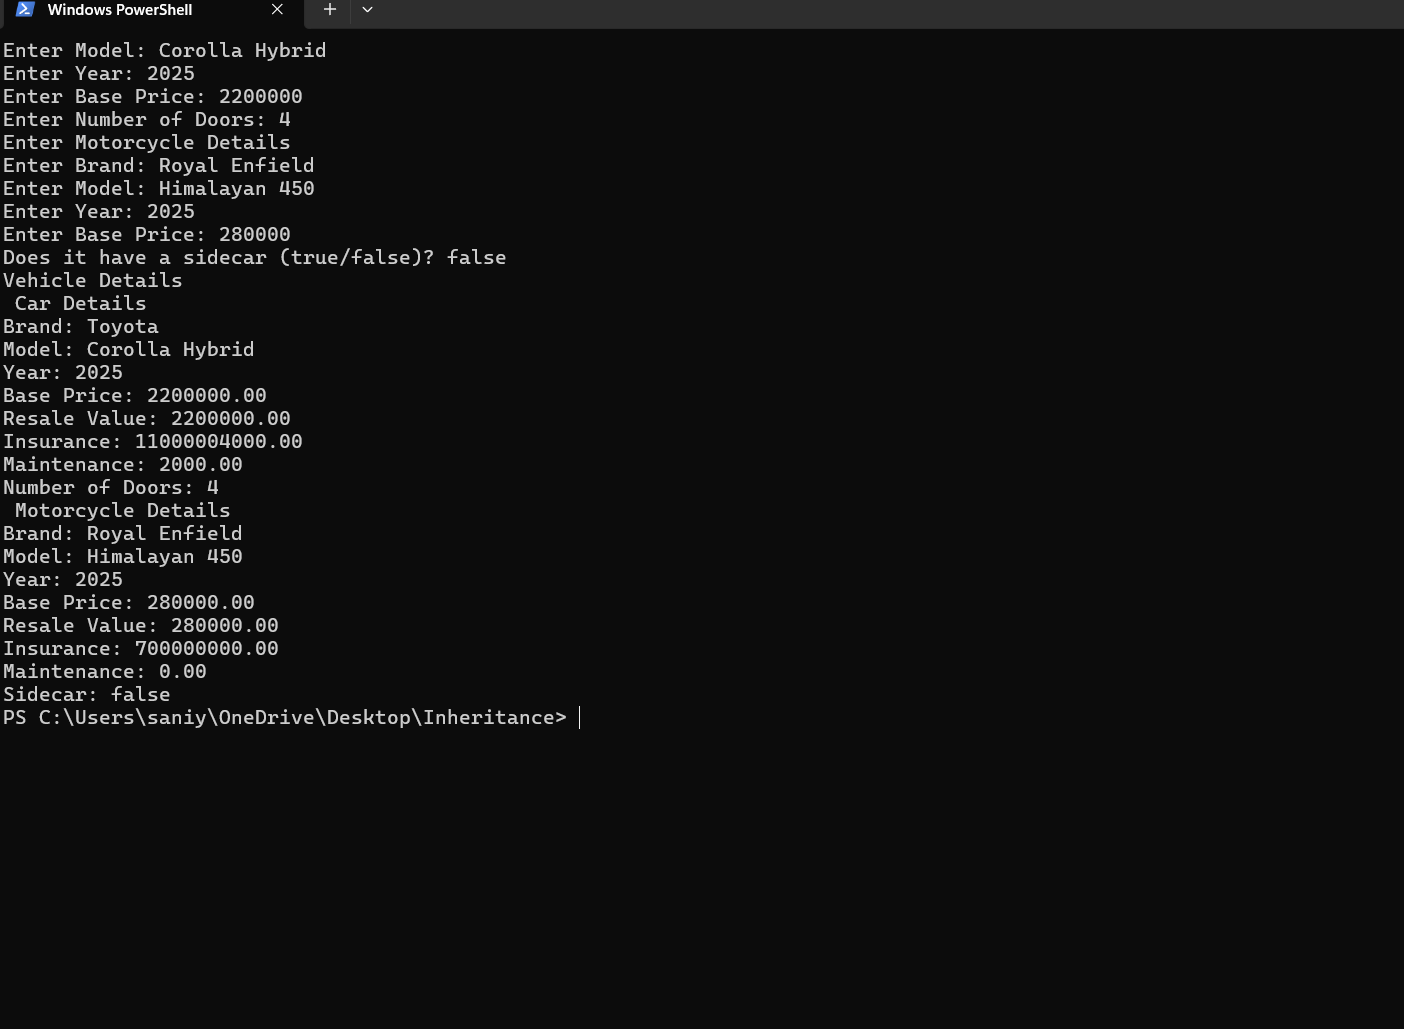 Windows PowerShell
Enter Model: Corolla Hybrid
Enter Year: 2025
Enter Base Price: 2200000
Enter Number of Doors: 4
Enter Motorcycle Details
Enter Brand: Royal Enfield
Enter Model: Himalayan 450
Enter Year: 2025
Enter Base Price: 280000
Does it have a sidecar (true/false)? false
Vehicle Details
 Car Details
Brand: Toyota
Model: Corolla Hybrid
Year: 2025
Base Price: 2200000.00
Resale Value: 2200000.00
Insurance: 11000004000.00
Maintenance: 2000.00
Number of Doors: 4
 Motorcycle Details
Brand: Royal Enfield
Model: Himalayan 450
Year: 2025
Base Price: 280000.00
Resale Value: 280000.00
Insurance: 700000000.00
Maintenance: 0.00
Sidecar: false
PS C:\Users\saniy\OneDrive\Desktop\Inheritance>